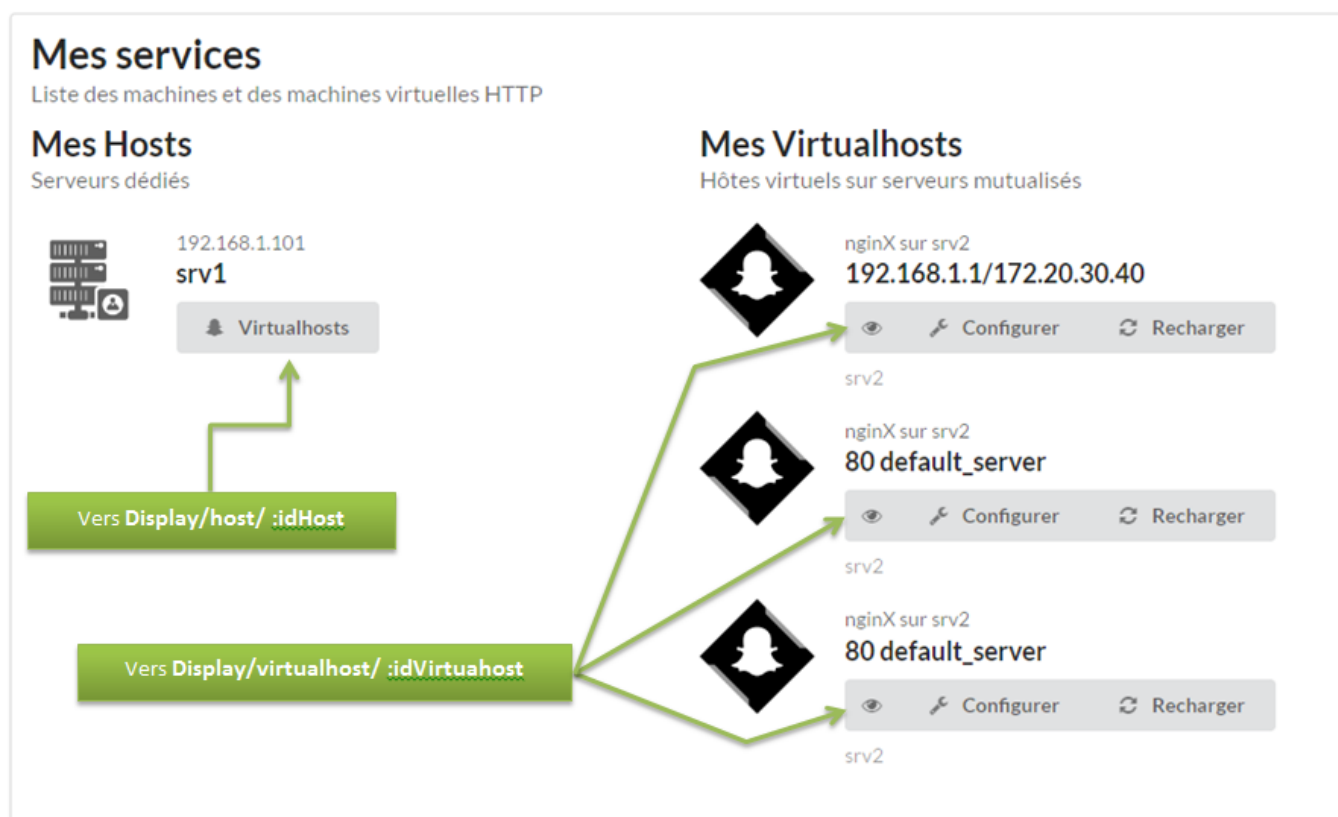 Mes services
Liste des machines et des machines virtuelles HTTP
Mes Hosts
Serveurs dédiés
192.168.1.101
srv1
Virtualhosts
Vers Display/host/ :idHost
Vers Display/virtualhost/ :idVirtuahost
Mes Virtualhosts
Hôtes virtuels sur serveurs mutualisés
nginX sur srv2
192.168.1.1/172.20.30.40
Configurer Recharger
srv2
nginX sur srv2
80 default_server
Configurer Recharger
srv2
nginX sur srv2
80 default_server
Configurer Recharger
srv2